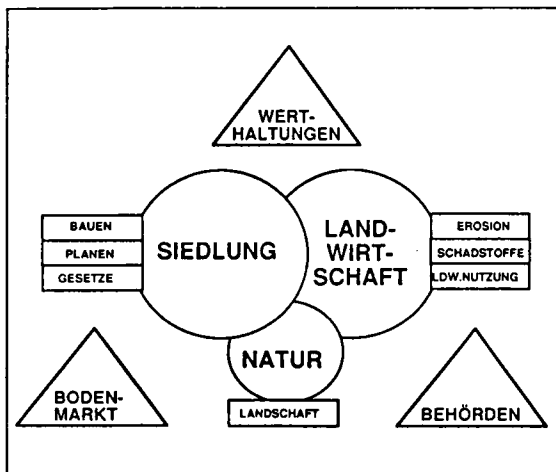 WERT-
HALTUNGEN
BAUEN
PLANEN
GESETZE
SIEDLUNG
LAND-
WIRT-
SCHAFT
EROSION
SCHADSTOFFE
LDW.NUTZUNG
NATUR
LANDSCHAFT
BODEN-
MARKT
BEHÖRDEN